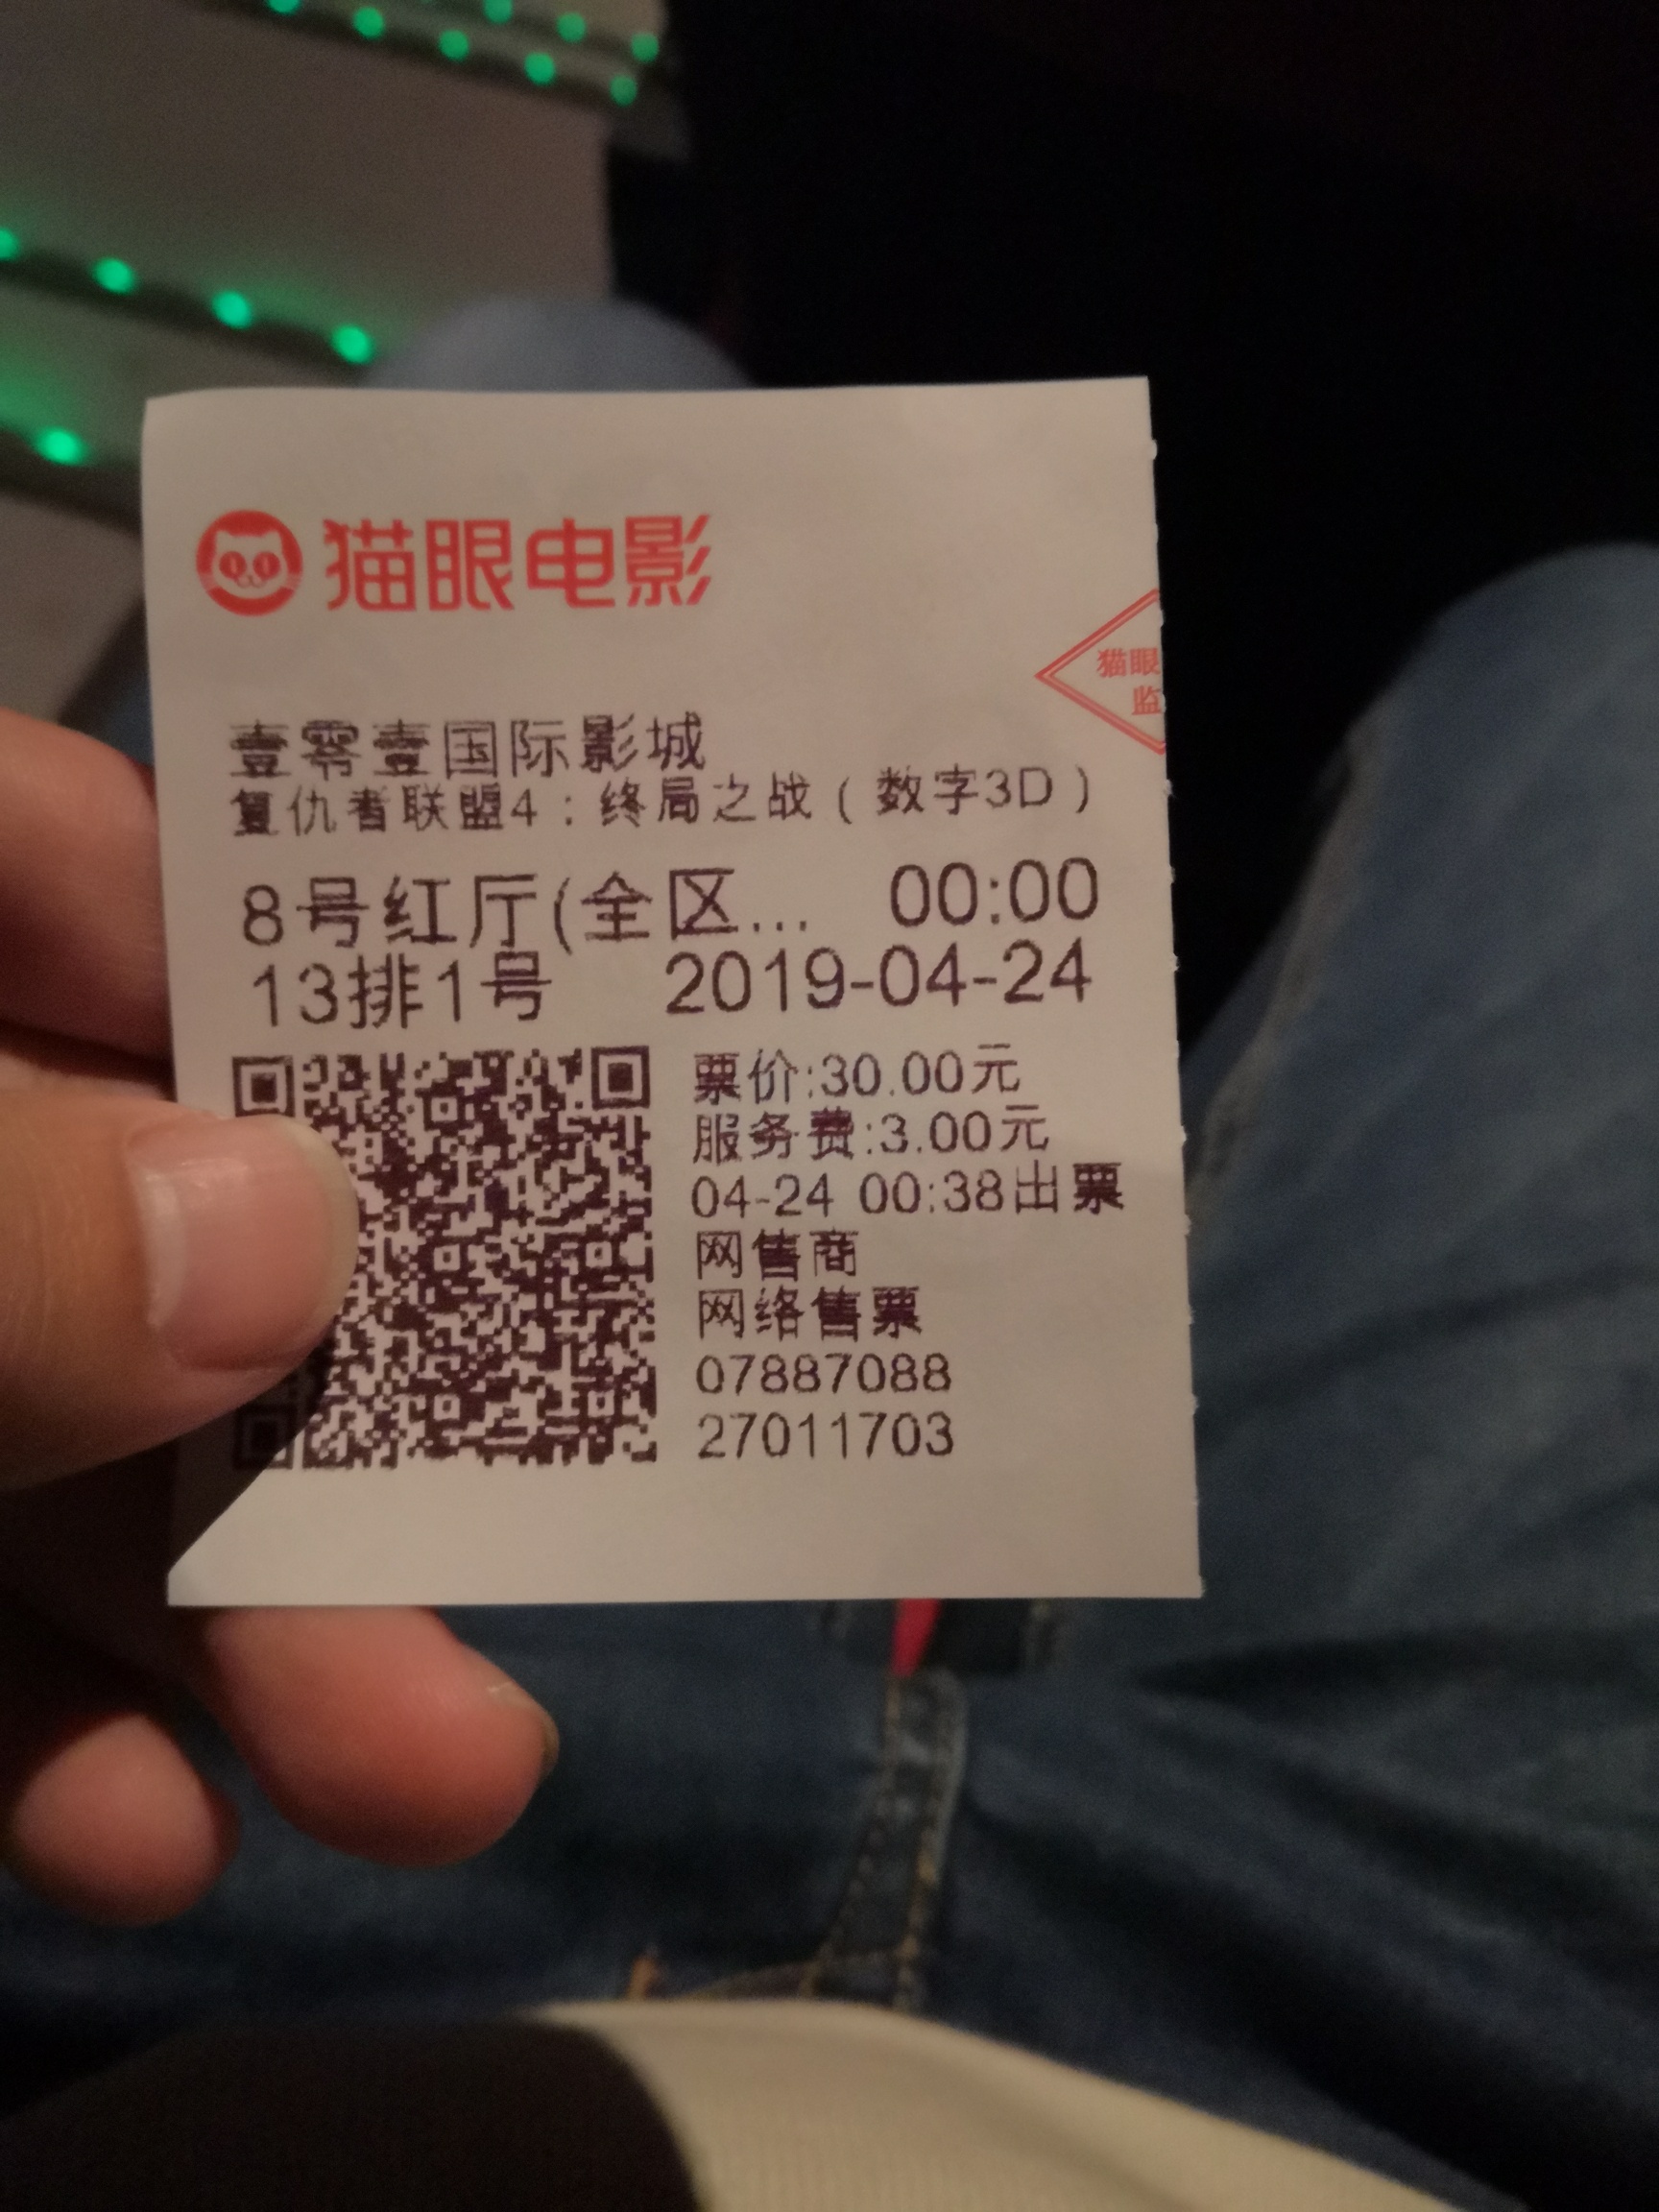 猫眼电影
猫眼
监
壹零壹国际影城
复仇者联盟4：终局之战（数字3D）
8号红厅(全区... 00:00
13排1号 2019-04-24
票价:30.00元
服务费:3.00元
04-24 00:38出票
网售商
网络售票
07887088
27011703